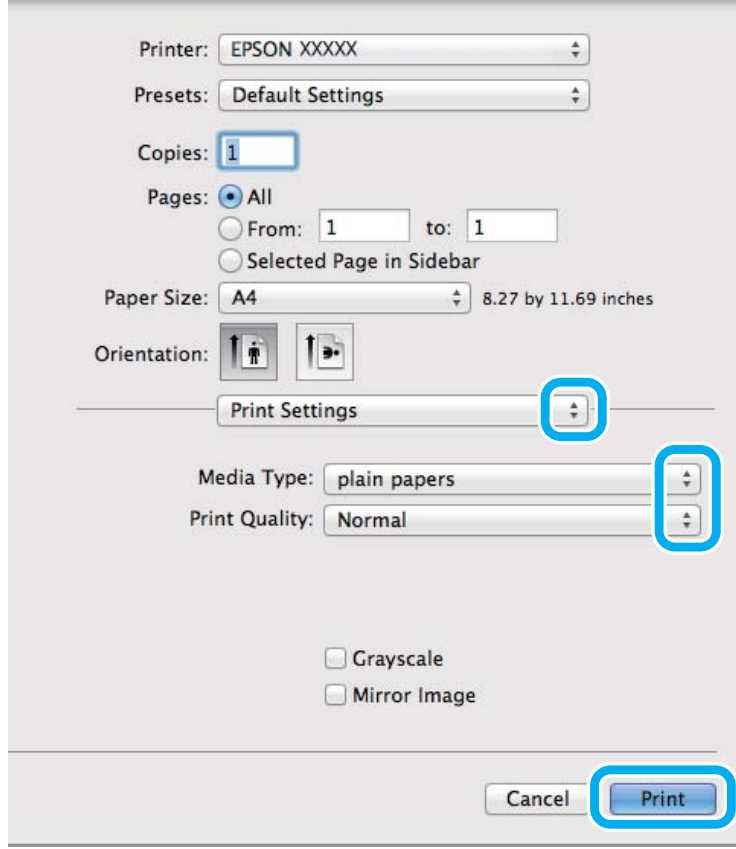 Printer: EPSON XXXXX
Presets: Default Settings
Copies: 1
Pages: All
From: 1 to: 1
Selected Page in Sidebar
Paper Size: A4 8.27 by 11.69 inches
Orientation:
Print Settings
Media Type: plain papers
Print Quality: Normal
Grayscale
Mirror Image
Cancel Print